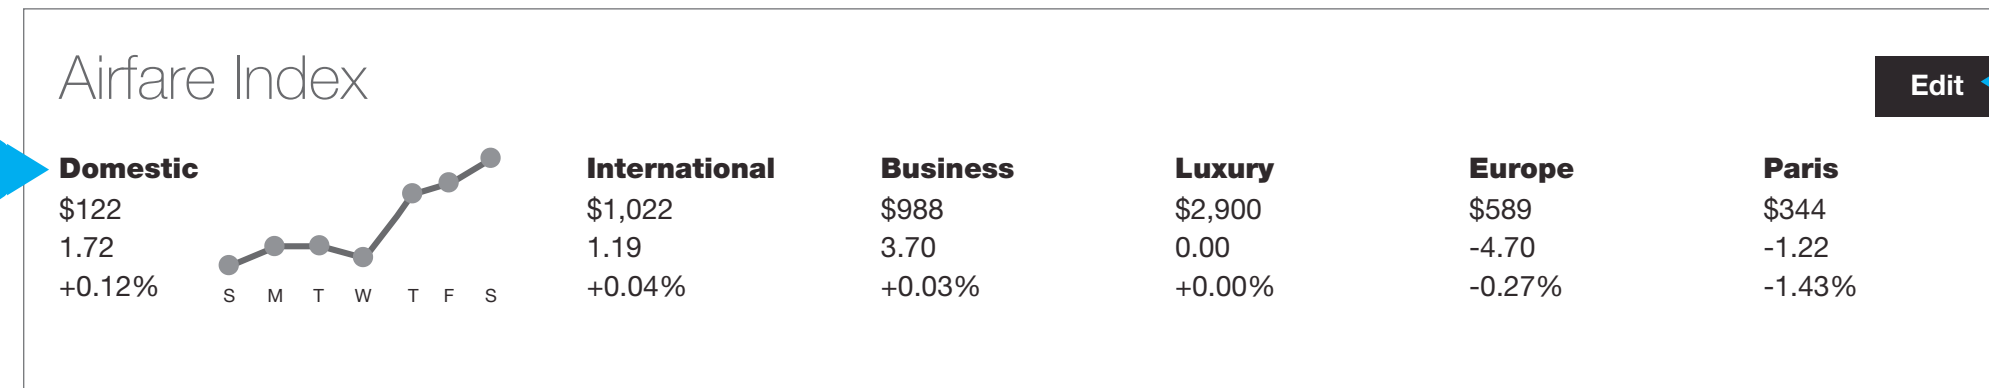 Airfare Index
Edit
Domestic
$122
1.72
+0.12%
S M T W T F S
International
$1,022
1.19
+0.04%
Business
$988
3.70
+0.03%
Luxury
$2,900
0.00
+0.00%
Europe
$589
-4.70
-0.27%
Paris
$344
-1.22
-1.43%